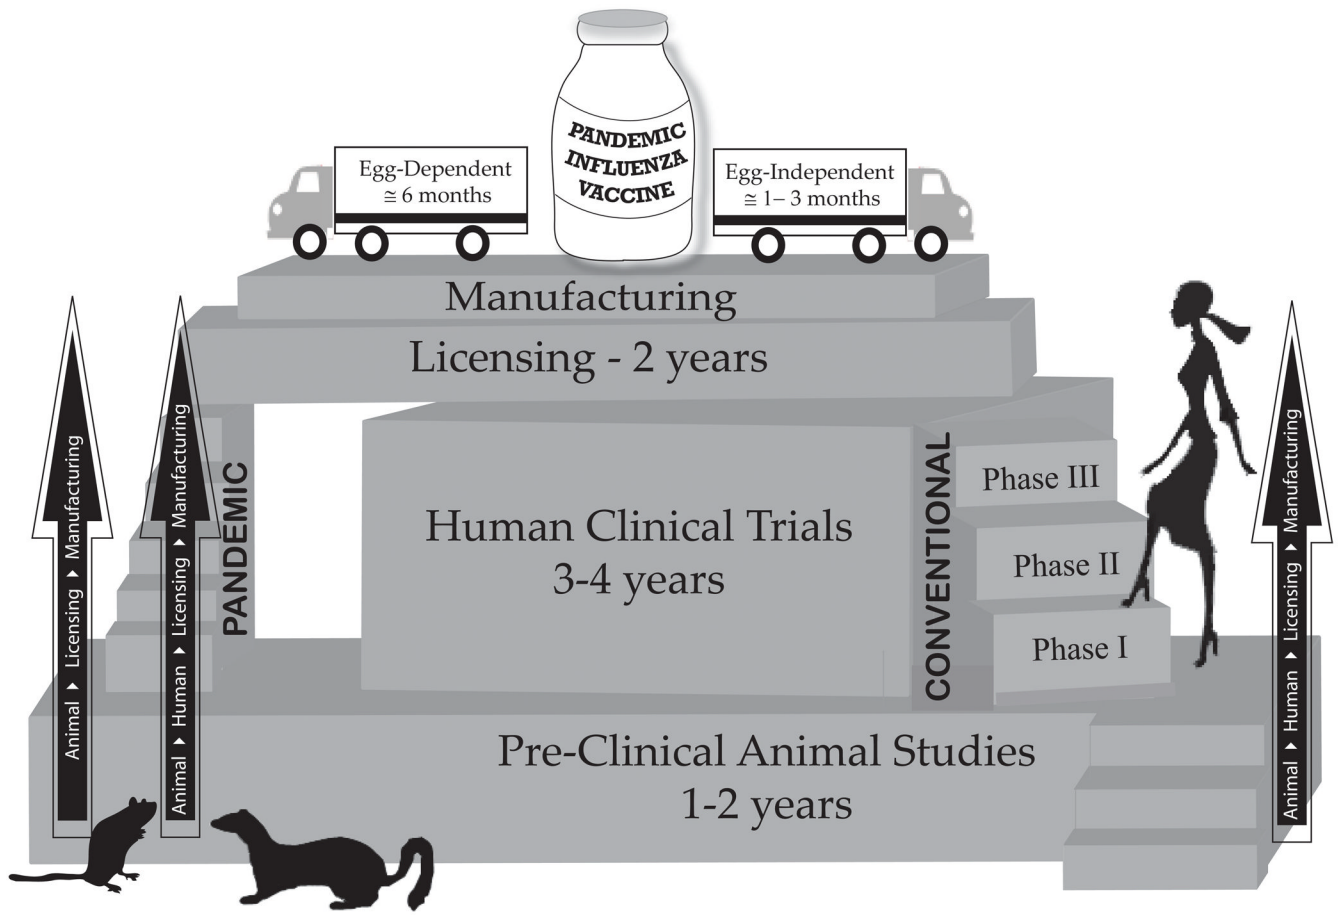 PANDEMIC
INFLUENZA
VACCINE
Egg-Dependent
≅ 6 months
Egg-Independent
≅ 1– 3 months
Manufacturing
Licensing - 2 years
Human Clinical Trials
3-4 years
PANDEMIC
CONVENTIONAL
Phase III
Phase II
Phase I
Pre-Clinical Animal Studies
1-2 years
Animal ▸ Licensing ▸ Manufacturing
Animal ▸ Human ▸ Licensing ▸ Manufacturing
Animal ▸ Human ▸ Licensing ▸ Manufacturing